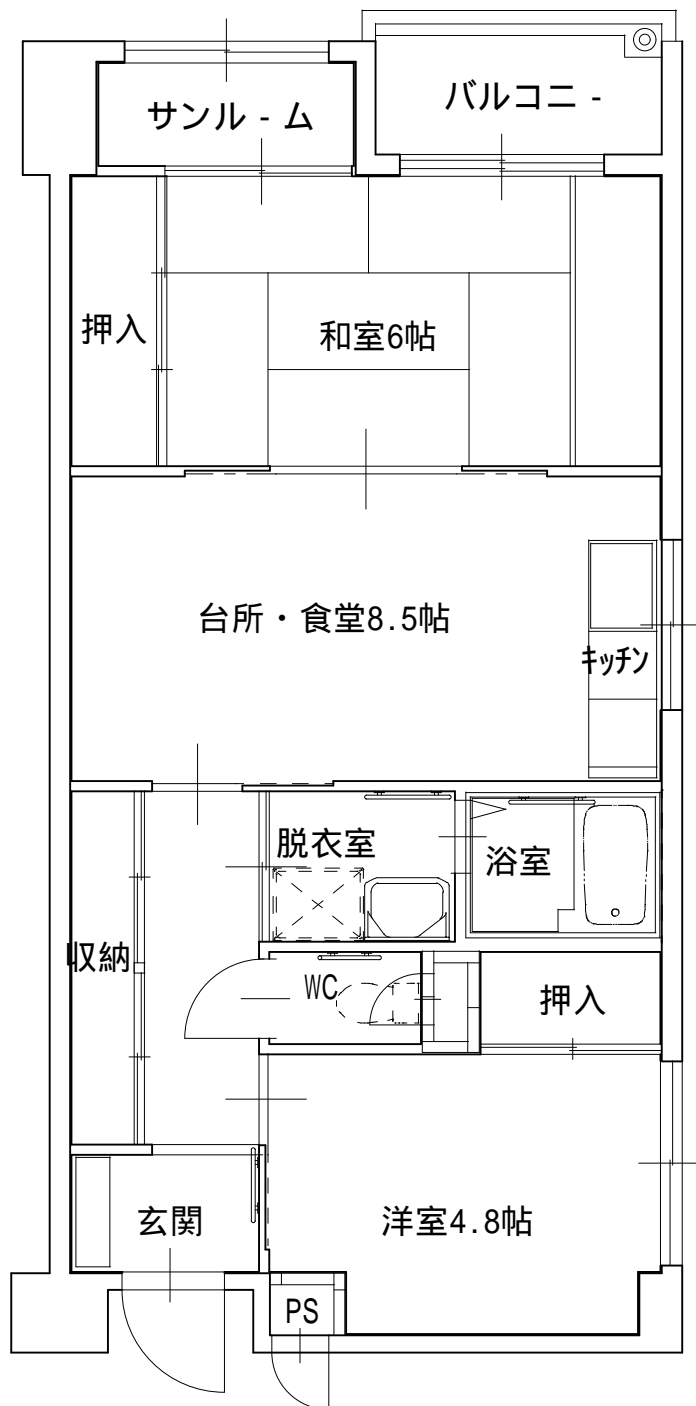 サンル-ム
バルコニ-
押入
和室6帖
台所・食堂8.5帖
ｷｯﾁﾝ
脱衣室
浴室
収納
WC
押入
玄関
洋室4.8帖
PS